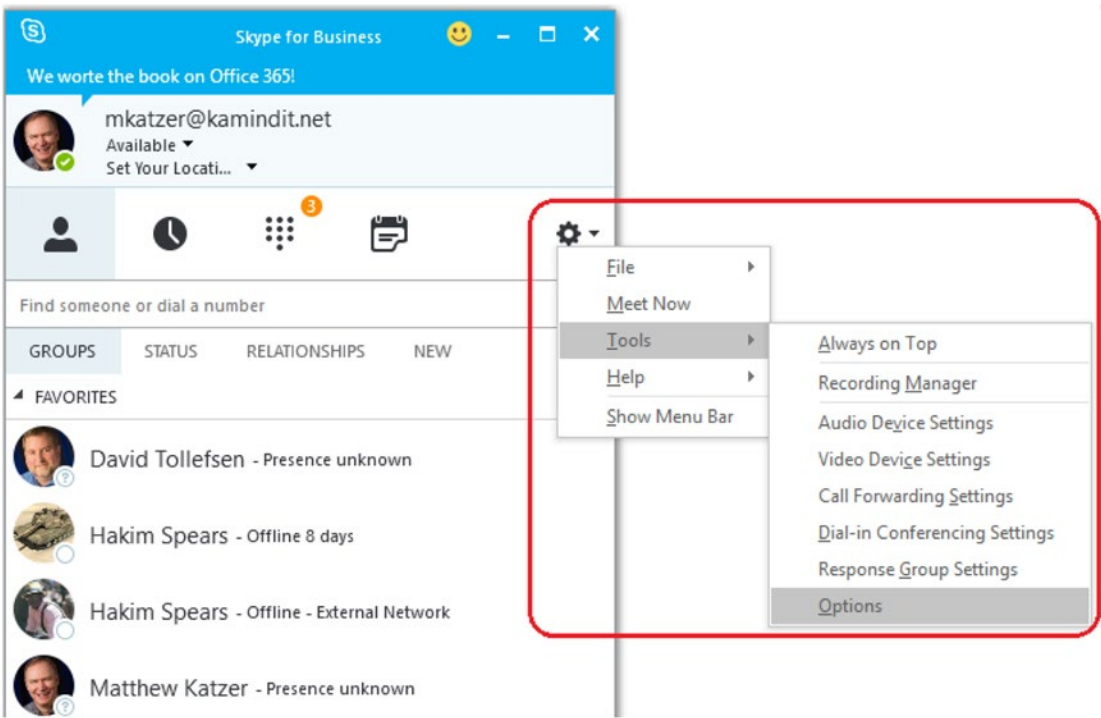 Skype for Business
We worte the book on Office 365!
mkatzer@kamindit.net
Available
Set Your Locati...
3
Find someone or dial a number
GROUPS STATUS RELATIONSHIPS NEW
FAVORITES
David Tollefsen - Presence unknown
Hakim Spears - Offline 8 days
Hakim Spears - Offline - External Network
Matthew Katzer - Presence unknown
File
Meet Now
Tools
Help
Show Menu Bar
Always on Top
Recording Manager
Audio Device Settings
Video Device Settings
Call Forwarding Settings
Dial-in Conferencing Settings
Response Group Settings
Options